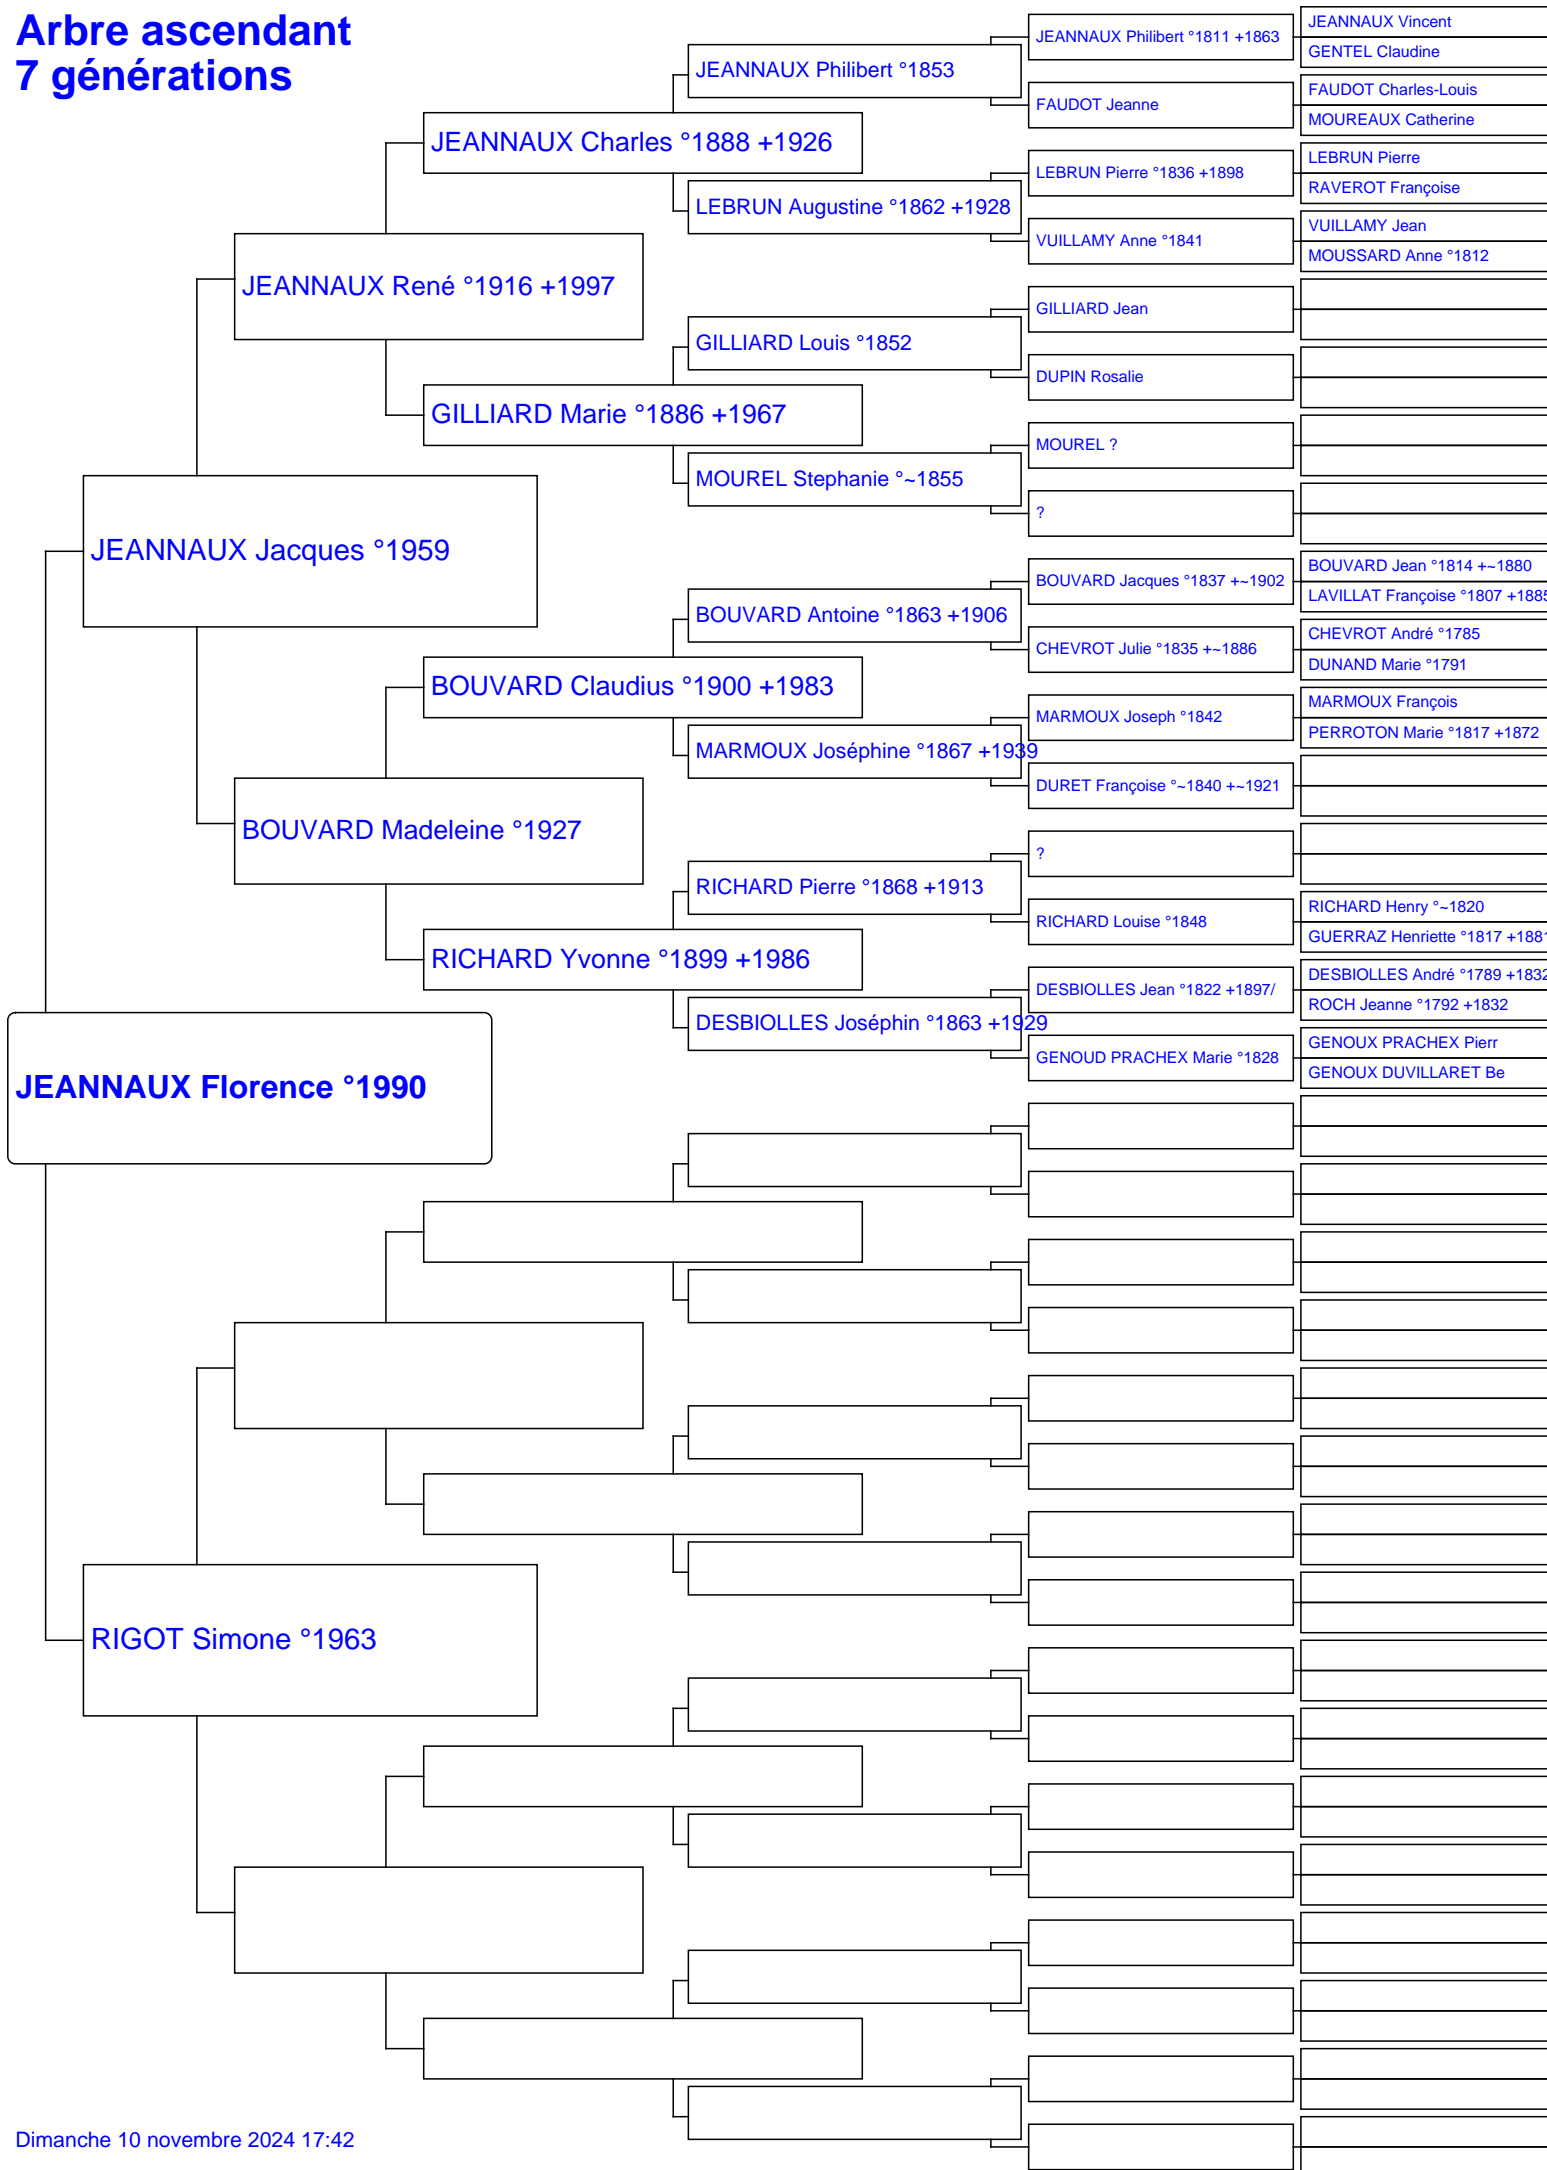 Arbre ascendant
7 générations
JEANNAUX Florence °1990
JEANNAUX Jacques °1959
RIGOT Simone °1963
JEANNAUX René °1916 +1997
BOUVARD Madeleine °1927
JEANNAUX Charles °1888 +1926
GILLIARD Marie °1886 +1967
BOUVARD Claudius °1900 +1983
RICHARD Yvonne °1899 +1986
JEANNAUX Philibert °1853
LEBRUN Augustine °1862 +1928
GILLIARD Louis °1852
MOUREL Stephanie °~1855
BOUVARD Antoine °1863 +1906
MARMOUX Joséphine °1867 +1939
RICHARD Pierre °1868 +1913
DESBIOLLES Joséphin °1863 +1929
JEANNAUX Philibert °1811 +1863
FAUDOT Jeanne
LEBRUN Pierre °1836 +1898
VUILLAMY Anne °1841
GILLIARD Jean
DUPIN Rosalie
MOUREL ?
?
BOUVARD Jacques °1837 +~1902
CHEVROT Julie °1835 +~1886
MARMOUX Joseph °1842
DURET Françoise °~1840 +~1921
?
RICHARD Louise °1848
DESBIOLLES Jean °1822 +1897/
GENOUD PRACHEX Marie °1828
JEANNAUX Vincent
GENTEL Claudine
FAUDOT Charles-Louis
MOUREAUX Catherine
LEBRUN Pierre
RAVEROT Françoise
VUILLAMY Jean
MOUSSARD Anne °1812
BOUVARD Jean °1814 +~1880
LAVILLAT Françoise °1807 +1885
CHEVROT André °1785
DUNAND Marie °1791
MARMOUX François
PERROTON Marie °1817 +1872
RICHARD Henry °~1820
GUERRAZ Henriette °1817 +1881
DESBIOLLES André °1789 +1832
ROCH Jeanne °1792 +1832
GENOUX PRACHEX Pierr
GENOUX DUVILLARET Be
Dimanche 10 novembre 2024 17:42